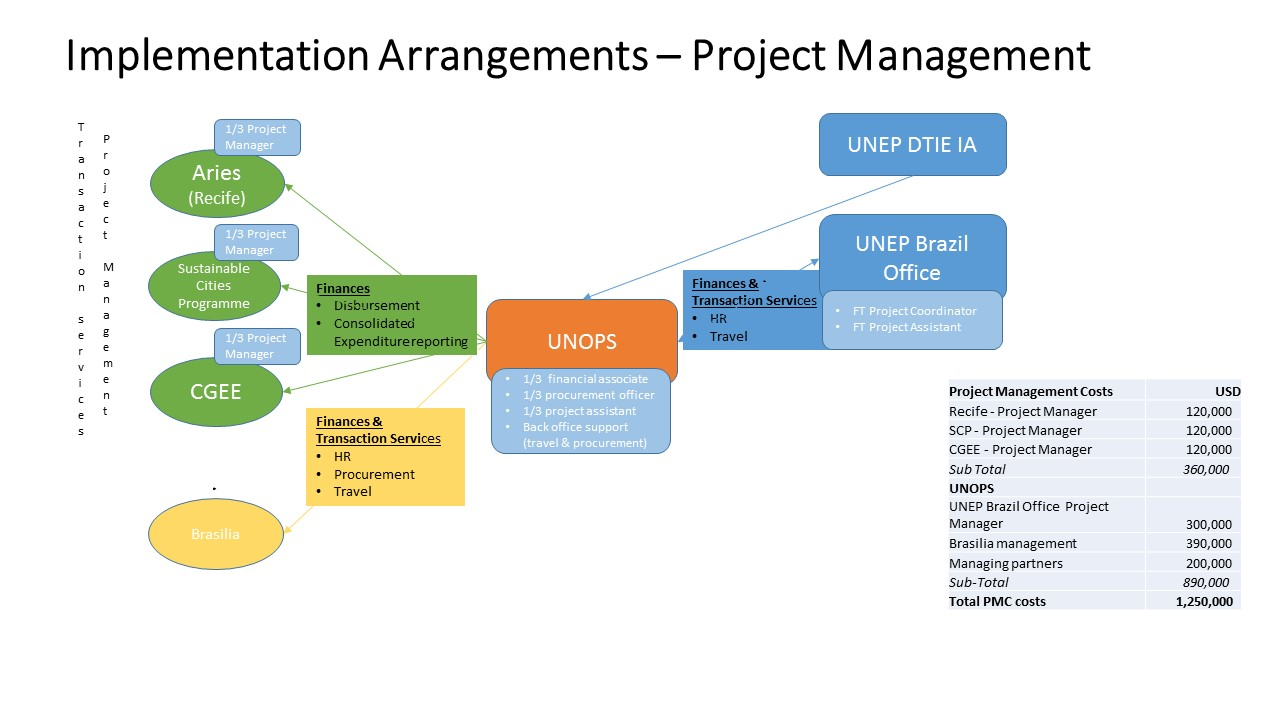 Implementation Arrangements – Project Management
Transaction services
Project Management
1/3 Project
Manager
Aries
(Recife)
1/3 Project
Manager
Sustainable
Cities
Programme
1/3 Project
Manager
CGEE
.
Brasilia
Finances
• Disbursement
• Consolidated
Expenditure reporting
Finances &
Transaction Services
• HR
• Procurement
• Travel
UNOPS
• 1/3 financial associate
• 1/3 procurement officer
• 1/3 project assistant
• Back office support
(travel & procurement)
Finances &
Transaction Services
• HR
• Travel
UNEP DTIE IA
UNEP Brazil
Office
• FT Project Coordinator
• FT Project Assistant
Project Management Costs USD
Recife - Project Manager 120,000
SCP - Project Manager 120,000
CGEE - Project Manager 120,000
Sub Total 360,000
UNOPS
UNEP Brazil Office Project
Manager 300,000
Brasilia management 390,000
Managing partners 200,000
Sub-Total 890,000
Total PMC costs 1,250,000